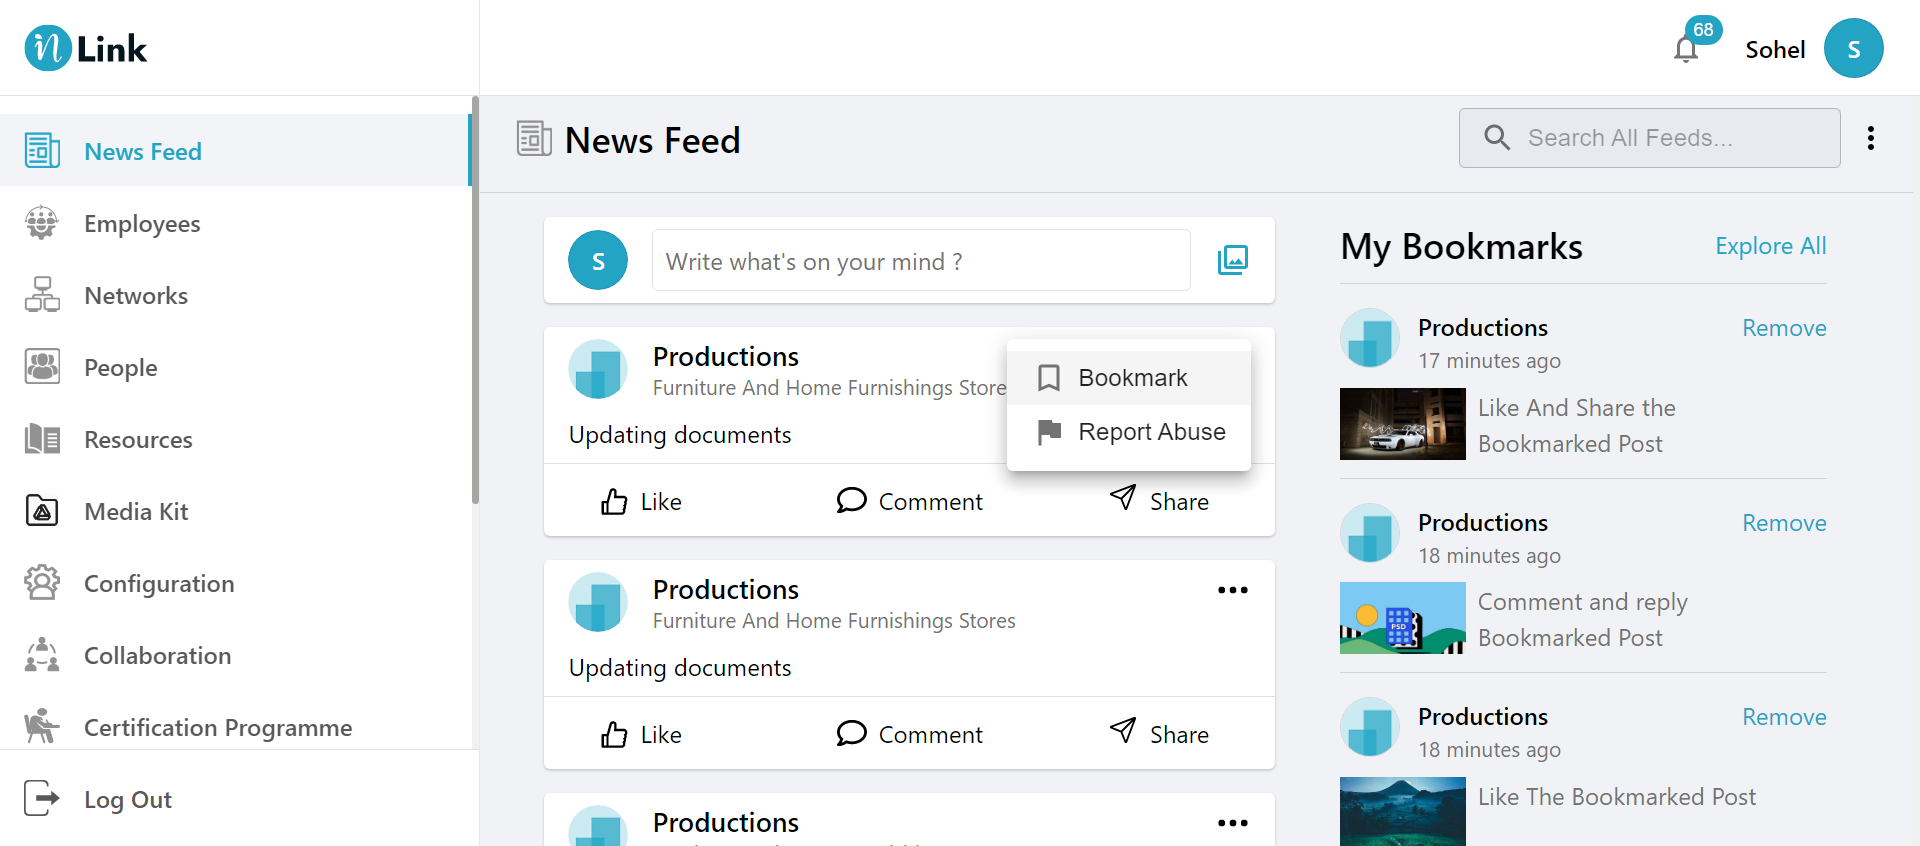 n Link
68
Sohel
S
News Feed
Employees
Networks
People
Resources
Media Kit
Configuration
Collaboration
Certification Programme
Log Out
News Feed
Search All Feeds...
S
Write what's on your mind ?
Productions
Furniture And Home Furnishings Store
Updating documents
Bookmark
Report Abuse
Like
Comment
Share
Productions
Furniture And Home Furnishings Stores
Updating documents
Like
Comment
Share
Productions
My Bookmarks
Explore All
Productions
Remove
17 minutes ago
Like And Share the
Bookmarked Post
Productions
Remove
18 minutes ago
PSD
Comment and reply
Bookmarked Post
Productions
Remove
18 minutes ago
Like The Bookmarked Post